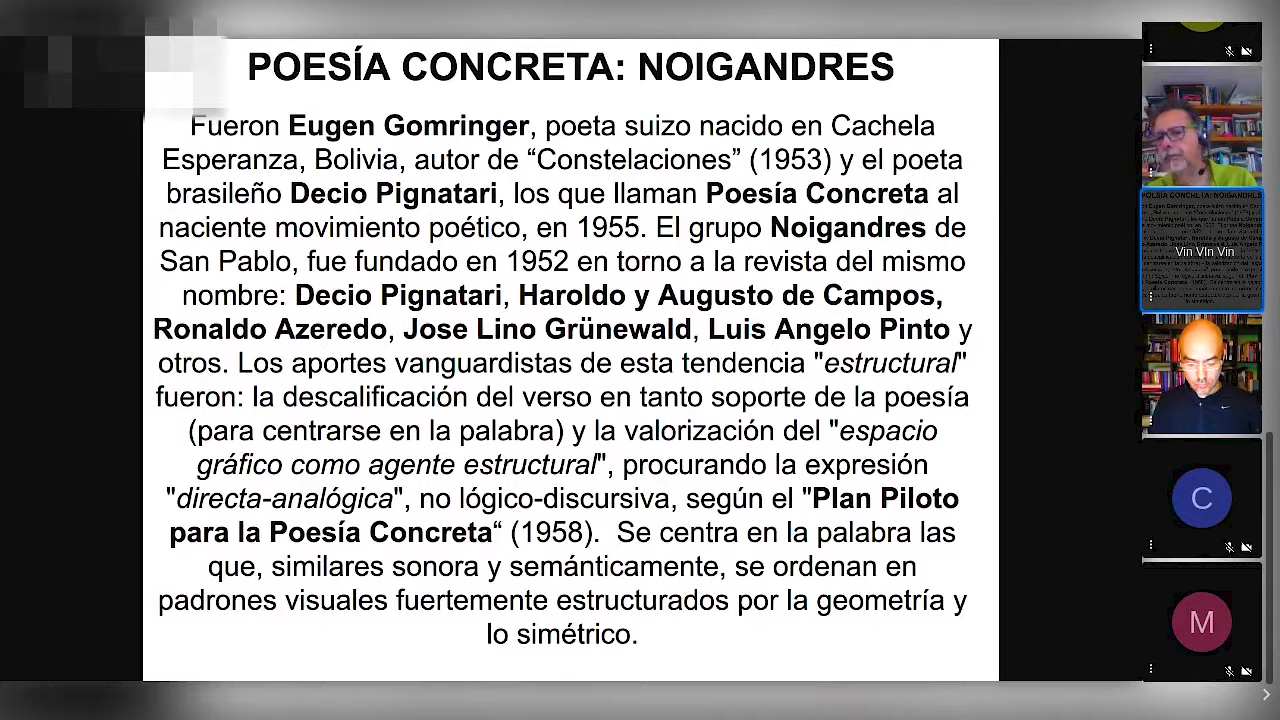 POESÍA CONCRETA: NOIGANDRES
Fueron Eugen Gomringer, poeta suizo nacido en Cachela
Esperanza, Bolivia, autor de “Constelaciones” (1953) y el poeta
brasileño Decio Pignatari, los que llaman Poesía Concreta al
naciente movimiento poético, en 1955. El grupo Noigandres de
San Pablo, fue fundado en 1952 en torno a la revista del mismo
nombre: Decio Pignatari, Haroldo y Augusto de Campos,
Ronaldo Azeredo, Jose Lino Grünewald, Luis Angelo Pinto y
otros. Los aportes vanguardistas de esta tendencia "estructural"
fueron: la descalificación del verso en tanto soporte de la poesía
(para centrarse en la palabra) y la valorización del "espacio
gráfico como agente estructural", procurando la expresión
"directa-analógica", no lógico-discursiva, según el "Plan Piloto
para la Poesía Concreta“ (1958).  Se centra en la palabra las
que, similares sonora y semánticamente, se ordenan en
padrones visuales fuertemente estructurados por la geometría y
lo simétrico.
Vin VIn Vin
C
M